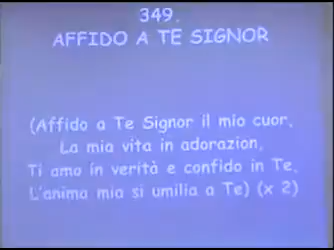 349.
AFFIDO A TE SIGNOR
(Affido a Te Signor il mio cuor,
La mia vita in adorazion,
Ti amo in verità e confido in Te,
L'anima mia si umilia a Te) (x 2)